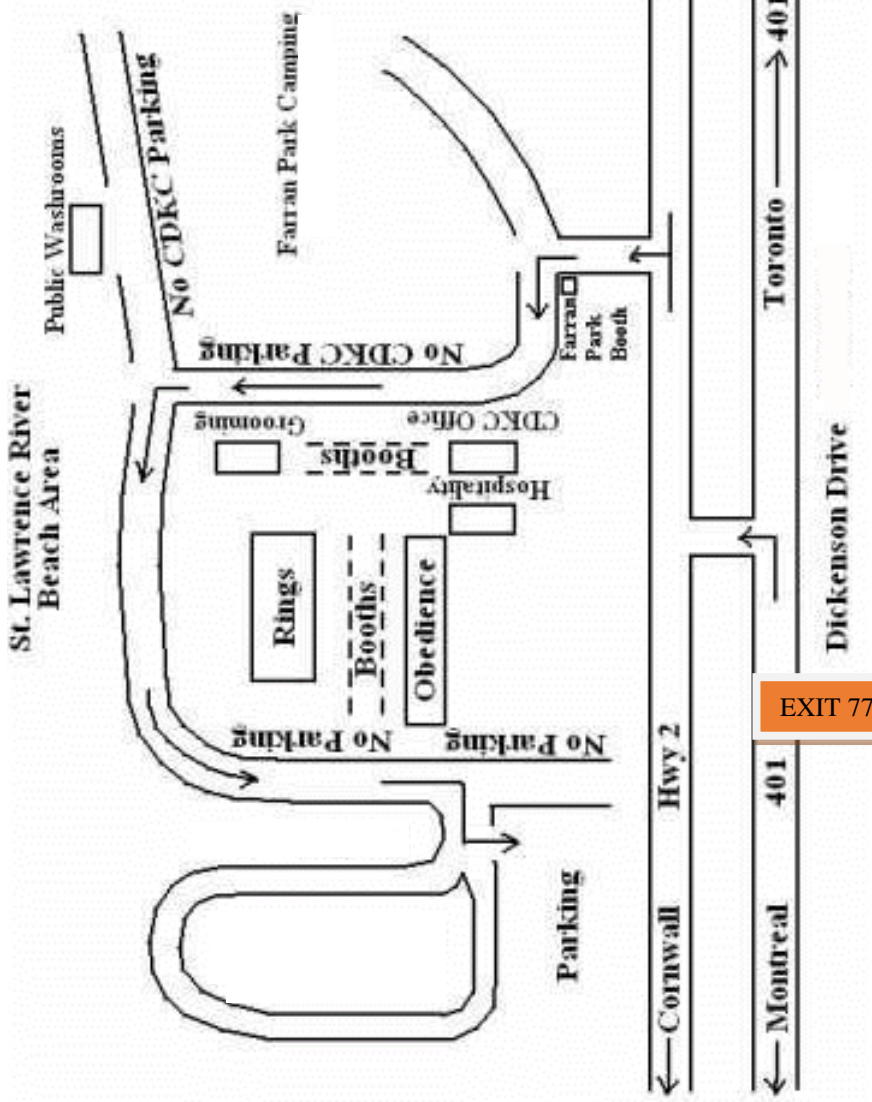 St. Lawrence River
Beach Area
Public Washrooms
No CDKC Parking
Farran Park Camping
No CDKC Parking
Farran
Park
Booth
Grooming
Booths
CDKC Office
Hospitality
Rings
Booths
Obedience
No Parking
No Parking
Parking
Cornwall
Hwy 2
Montreal
401
Toronto
401
EXIT 77
Dickenson Drive